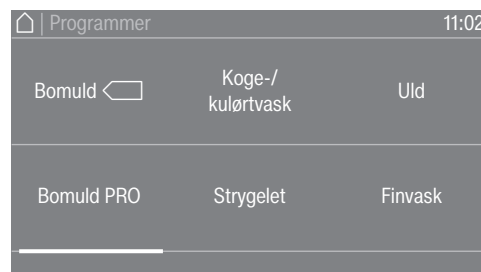 Programmer 11:02
Bomuld
Koge-/
kulørtvask
Uld
Bomuld PRO
Strygelet
Finvask